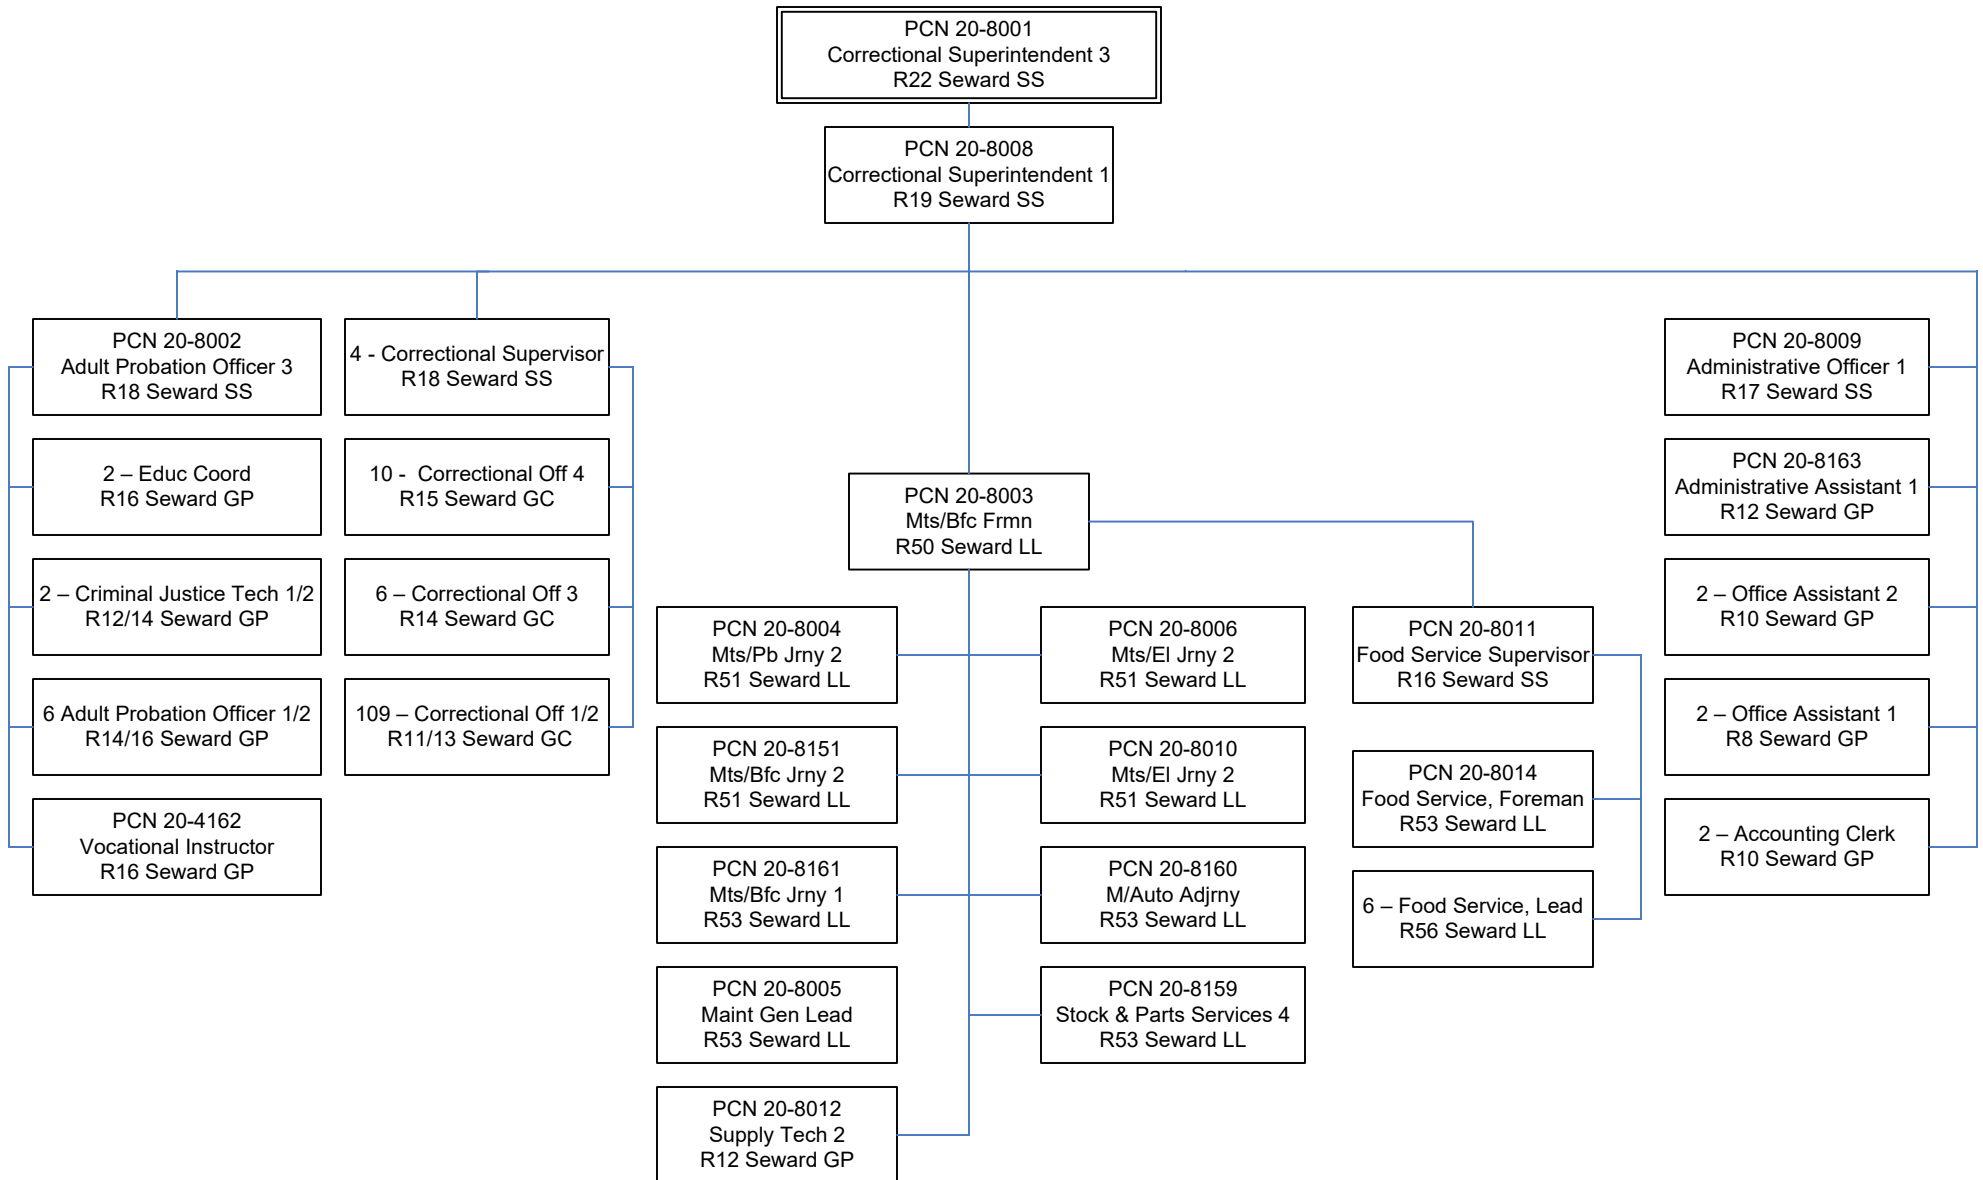 PCN 20-8001
Correctional Superintendent 3
R22 Seward SS
PCN 20-8008
Correctional Superintendent 1
R19 Seward SS
PCN 20-8002
Adult Probation Officer 3
R18 Seward SS
2 – Educ Coord
R16 Seward GP
2 – Criminal Justice Tech 1/2
R12/14 Seward GP
6 Adult Probation Officer 1/2
R14/16 Seward GP
PCN 20-4162
Vocational Instructor
R16 Seward GP
4 - Correctional Supervisor
R18 Seward SS
10 -  Correctional Off 4
R15 Seward GC
6 – Correctional Off 3
R14 Seward GC
109 – Correctional Off 1/2
R11/13 Seward GC
PCN 20-8003
Mts/Bfc Frmn
R50 Seward LL
PCN 20-8004
Mts/Pb Jrny 2
R51 Seward LL
PCN 20-8151
Mts/Bfc Jrny 2
R51 Seward LL
PCN 20-8161
Mts/Bfc Jrny 1
R53 Seward LL
PCN 20-8005
Maint Gen Lead
R53 Seward LL
PCN 20-8012
Supply Tech 2
R12 Seward GP
PCN 20-8006
Mts/El Jrny 2
R51 Seward LL
PCN 20-8010
Mts/El Jrny 2
R51 Seward LL
PCN 20-8160
M/Auto Adjrny
R53 Seward LL
PCN 20-8159
Stock & Parts Services 4
R53 Seward LL
PCN 20-8011
Food Service Supervisor
R16 Seward SS
PCN 20-8014
Food Service, Foreman
R53 Seward LL
6 – Food Service, Lead
R56 Seward LL
PCN 20-8009
Administrative Officer 1
R17 Seward SS
PCN 20-8163
Administrative Assistant 1
R12 Seward GP
2 – Office Assistant 2
R10 Seward GP
2 – Office Assistant 1
R8 Seward GP
2 – Accounting Clerk
R10 Seward GP